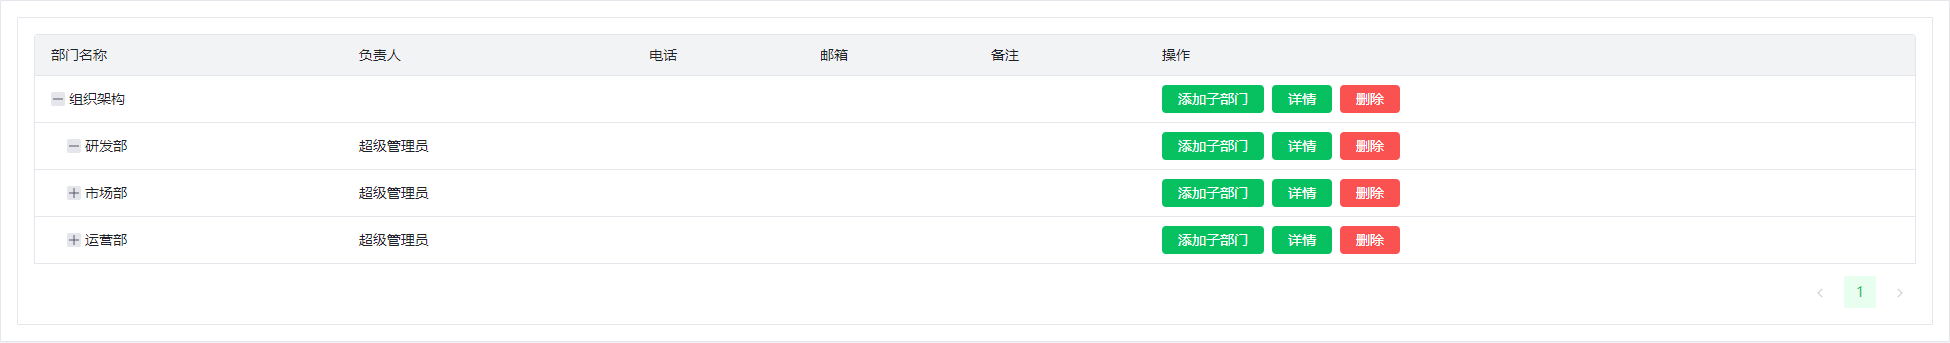 部门名称 负责人 电话 邮箱 备注 操作
组织架构 添加子部门 详情 删除
研发部 超级管理员 添加子部门 详情 删除
市场部 超级管理员 添加子部门 详情 删除
运营部 超级管理员 添加子部门 详情 删除
1